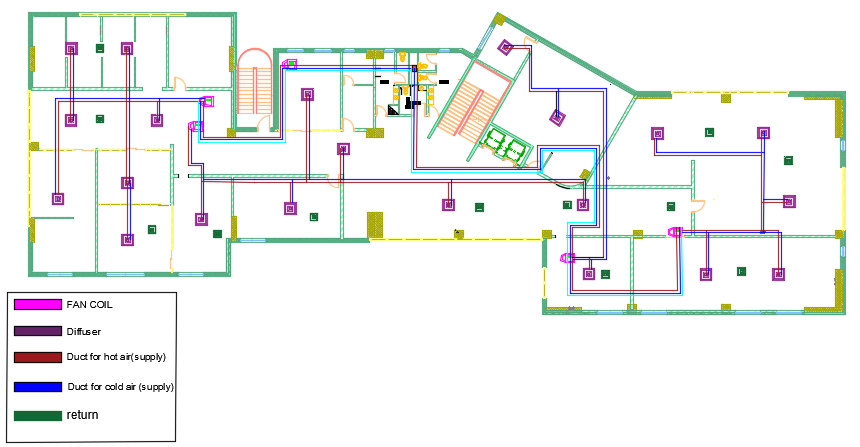 FAN COIL
Diffuser
Duct for hot air(supply)
Duct for cold air (supply)
return